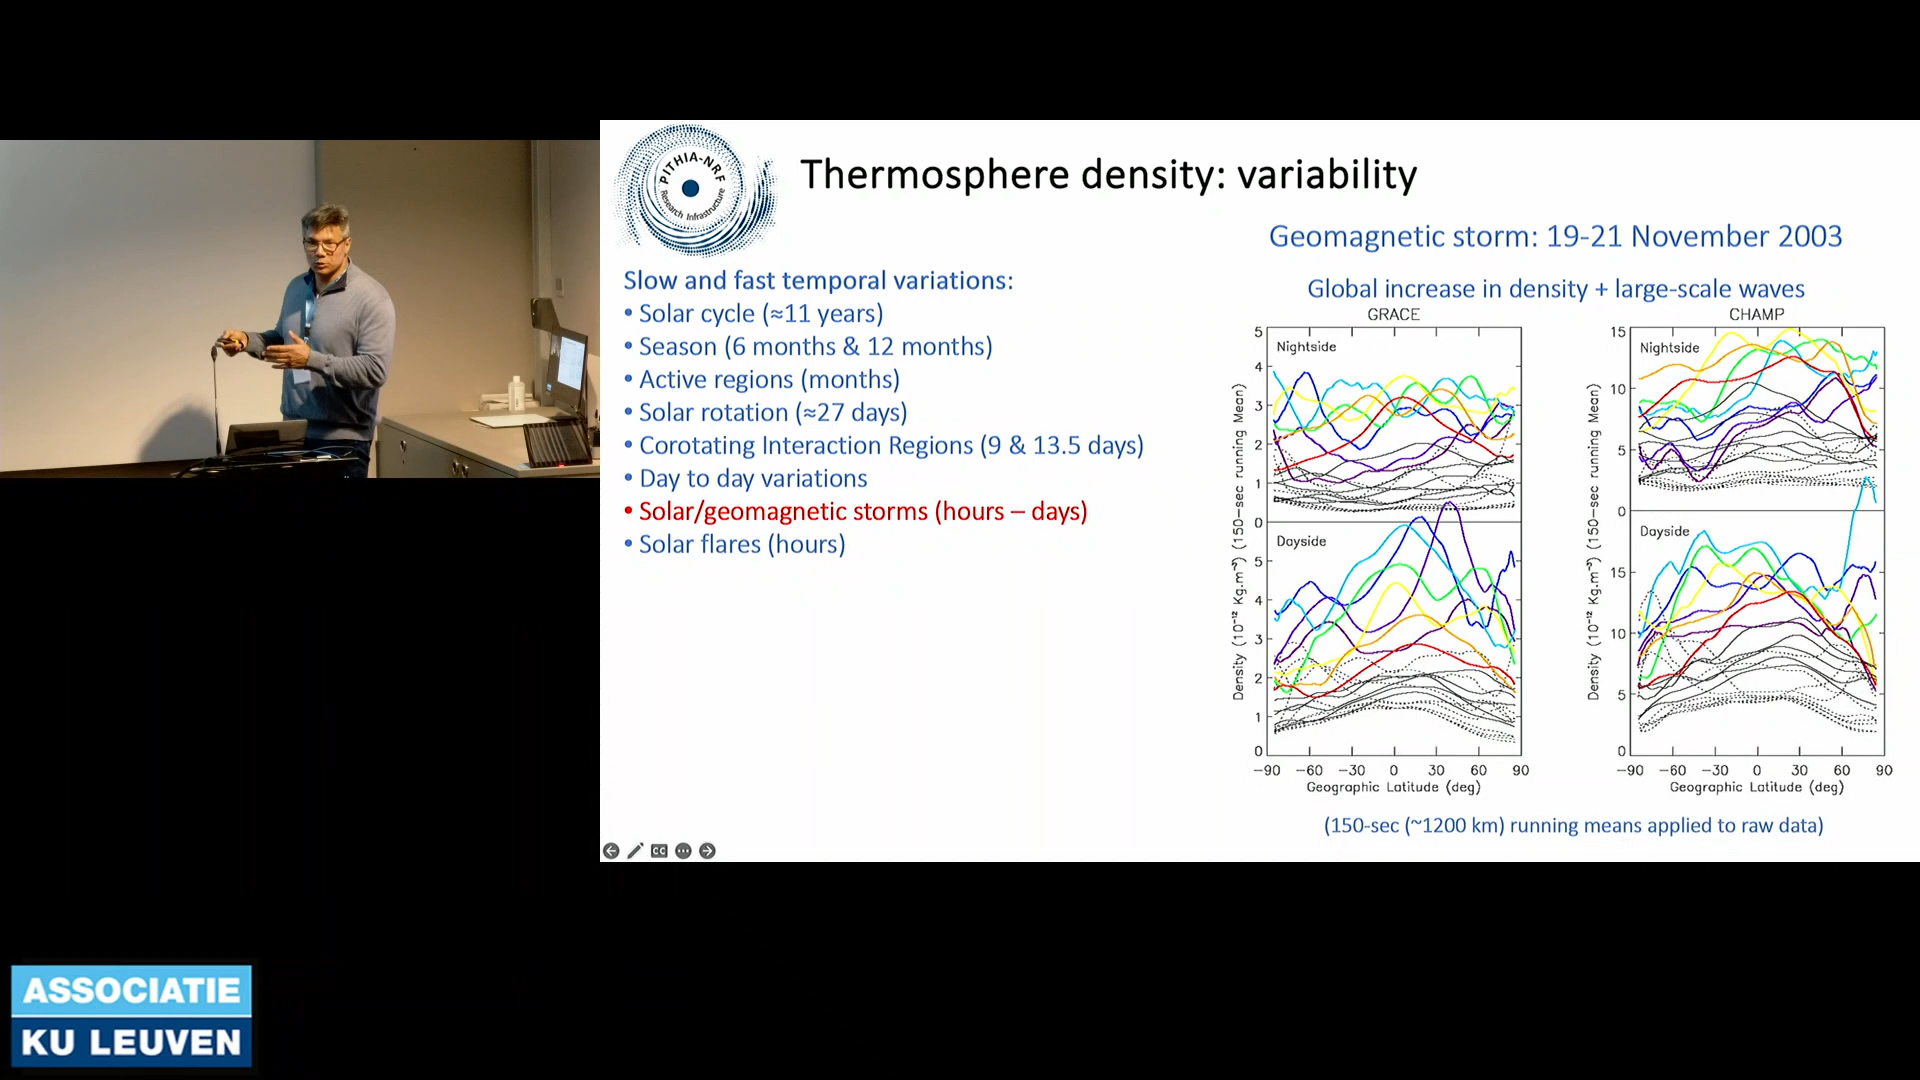 PITHIA-NRF
Research Infrastructure
Thermosphere density: variability
Geomagnetic storm: 19-21 November 2003
Slow and fast temporal variations:
• Solar cycle (≈11 years)
• Season (6 months & 12 months)
• Active regions (months)
• Solar rotation (≈27 days)
• Corotating Interaction Regions (9 & 13.5 days)
• Day to day variations
• Solar/geomagnetic storms (hours – days)
• Solar flares (hours)
Global increase in density + large-scale waves
GRACE
Nightside
5
4
3
2
1
0
Dayside
5
4
3
2
1
0
Density (10⁻¹² Kg.m⁻³) (150-sec running Mean)
-90 -60 -30 0 30 60 90
Geographic Latitude (deg)
CHAMP
Nightside
15
10
5
0
Dayside
15
10
5
0
Density (10⁻¹² Kg.m⁻³) (150-sec running Mean)
-90 -60 -30 0 30 60 90
Geographic Latitude (deg)
(150-sec (~1200 km) running means applied to raw data)
CC
ASSOCIATIE
KU LEUVEN